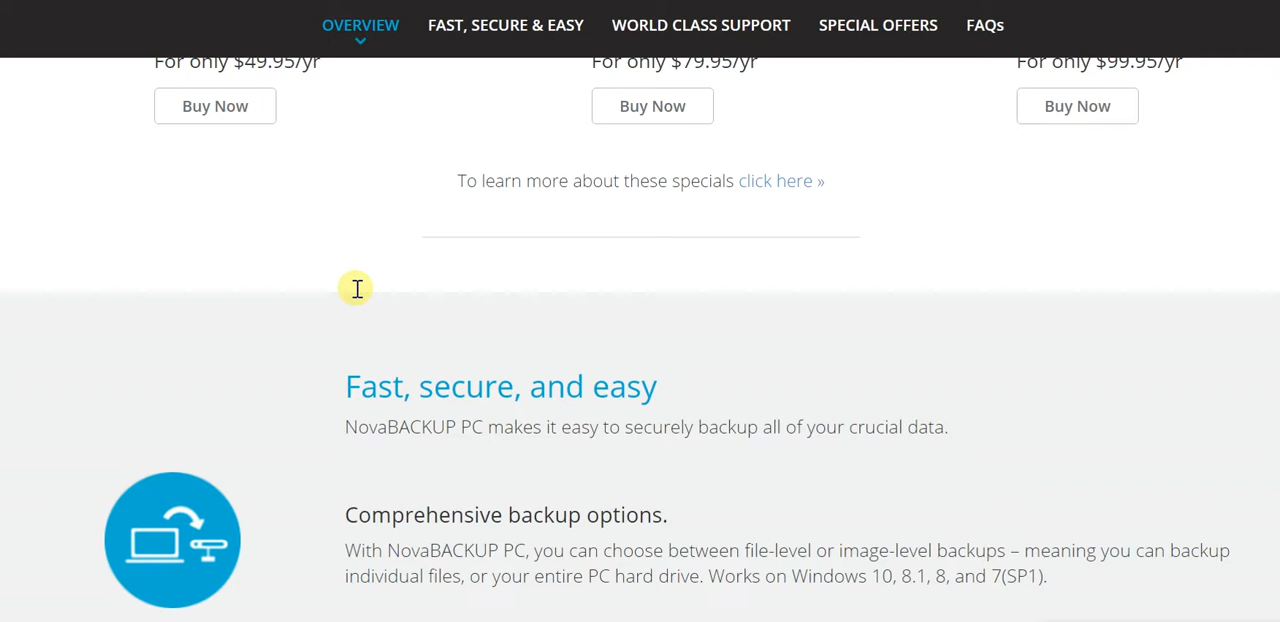 OVERVIEW FAST, SECURE & EASY WORLD CLASS SUPPORT SPECIAL OFFERS FAQs
For only $49.95/yr For only $79.95/yr For only $99.95/yr
Buy Now Buy Now Buy Now
To learn more about these specials click here »
Fast, secure, and easy
NovaBACKUP PC makes it easy to securely backup all of your crucial data.
Comprehensive backup options.
With NovaBACKUP PC, you can choose between file-level or image-level backups – meaning you can backup
individual files, or your entire PC hard drive. Works on Windows 10, 8.1, 8, and 7(SP1).